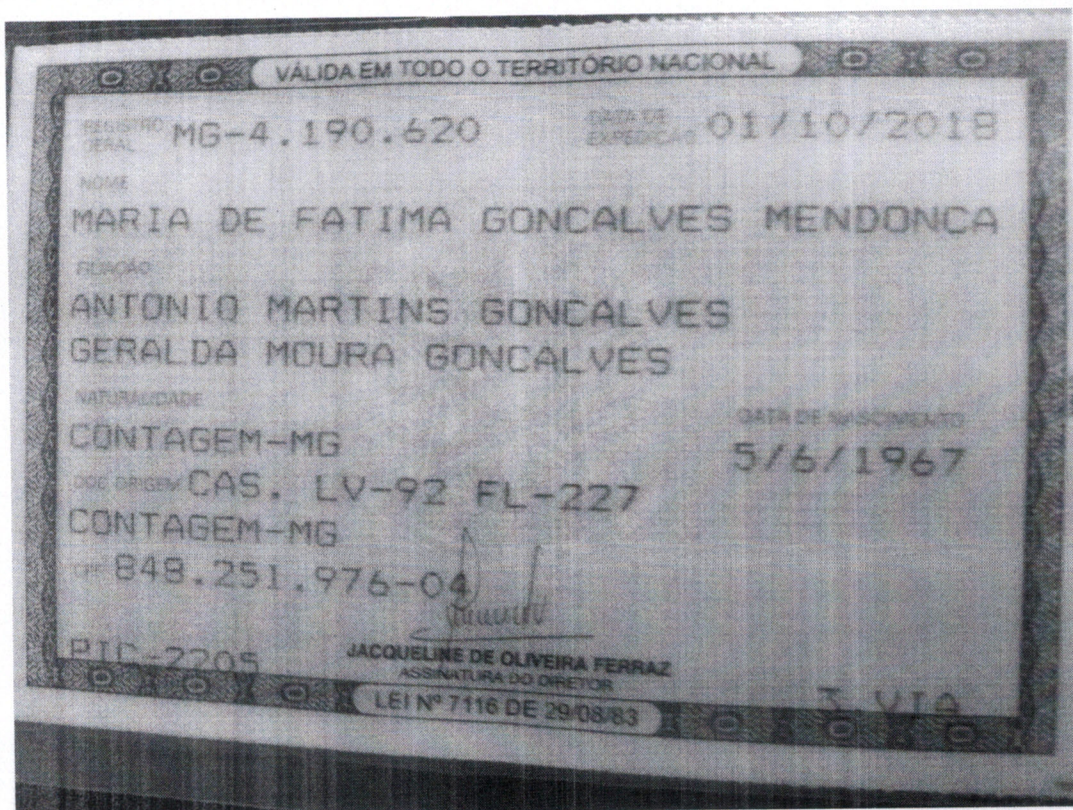 VÁLIDA EM TODO O TERRITÓRIO NACIONAL
REGISTRO GERAL MG-4.190.620 DATA DE EXPEDIÇÃO 01/10/2018
NOME
MARIA DE FATIMA GONCALVES MENDONCA
FILIAÇÃO
ANTONIO MARTINS GONCALVES
GERALDA MOURA GONCALVES
NATURALIDADE DATA DE NASCIMENTO
CONTAGEM-MG 5/6/1967
DOC ORIGEM CAS. LV-92 FL-227
CONTAGEM-MG
CPF 848.251.976-04
PIC-2205
JACQUELINE DE OLIVEIRA FERRAZ
ASSINATURA DO DIRETOR
3 VIA
LEI Nº 7116 DE 29/08/83